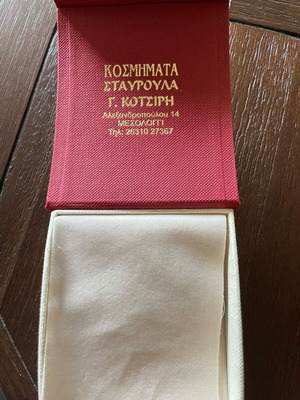 ΚΟΣΜΗΜΑΤΑ
ΣΤΑΥΡΟΥΛΑ
Γ. ΚΟΤΣΙΡΗ
Αλεξανδροπούλου 14
ΜΕΣΟΛΟΓΓΙ
Τηλ: 26310 27367